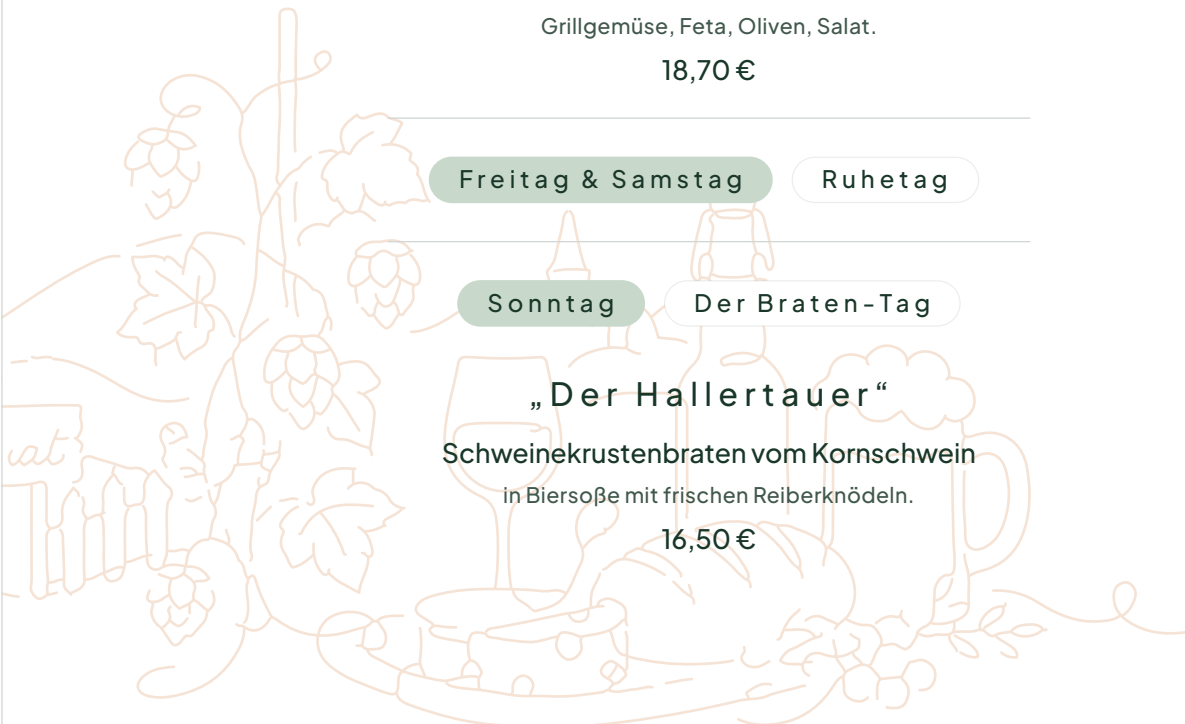 Grillgemüse, Feta, Oliven, Salat.
18,70 €
Freitag & Samstag Ruhetag
Sonntag Der Braten-Tag
„Der Hallertauer“
Schweinekrustenbraten vom Kornschwein
in Biersoße mit frischen Reiberknödeln.
16,50 €